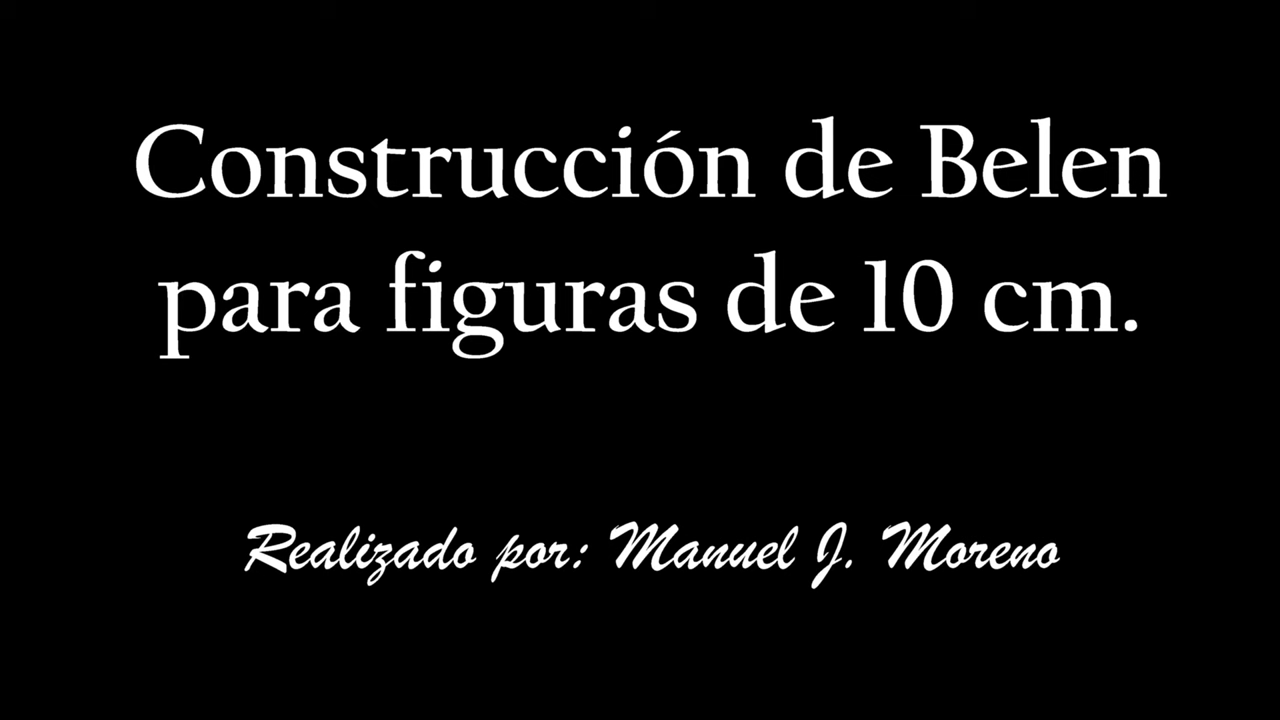 Construcción de Belen
para figuras de 10 cm.
Realizado por: Manuel J. Moreno